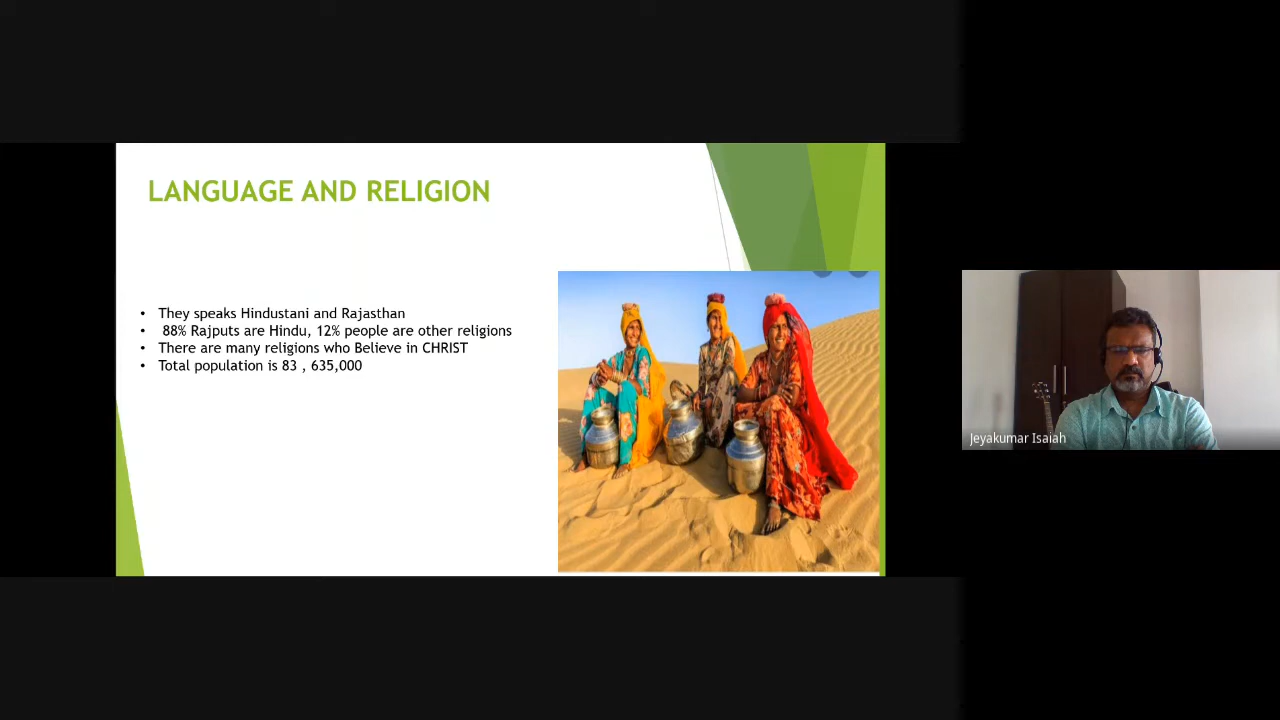 LANGUAGE AND RELIGION
• They speaks Hindustani and Rajasthan
• 88% Rajputs are Hindu, 12% people are other religions
• There are many religions who Believe in CHRIST
• Total population is 83 , 635,000
Jeyakumar Isaiah